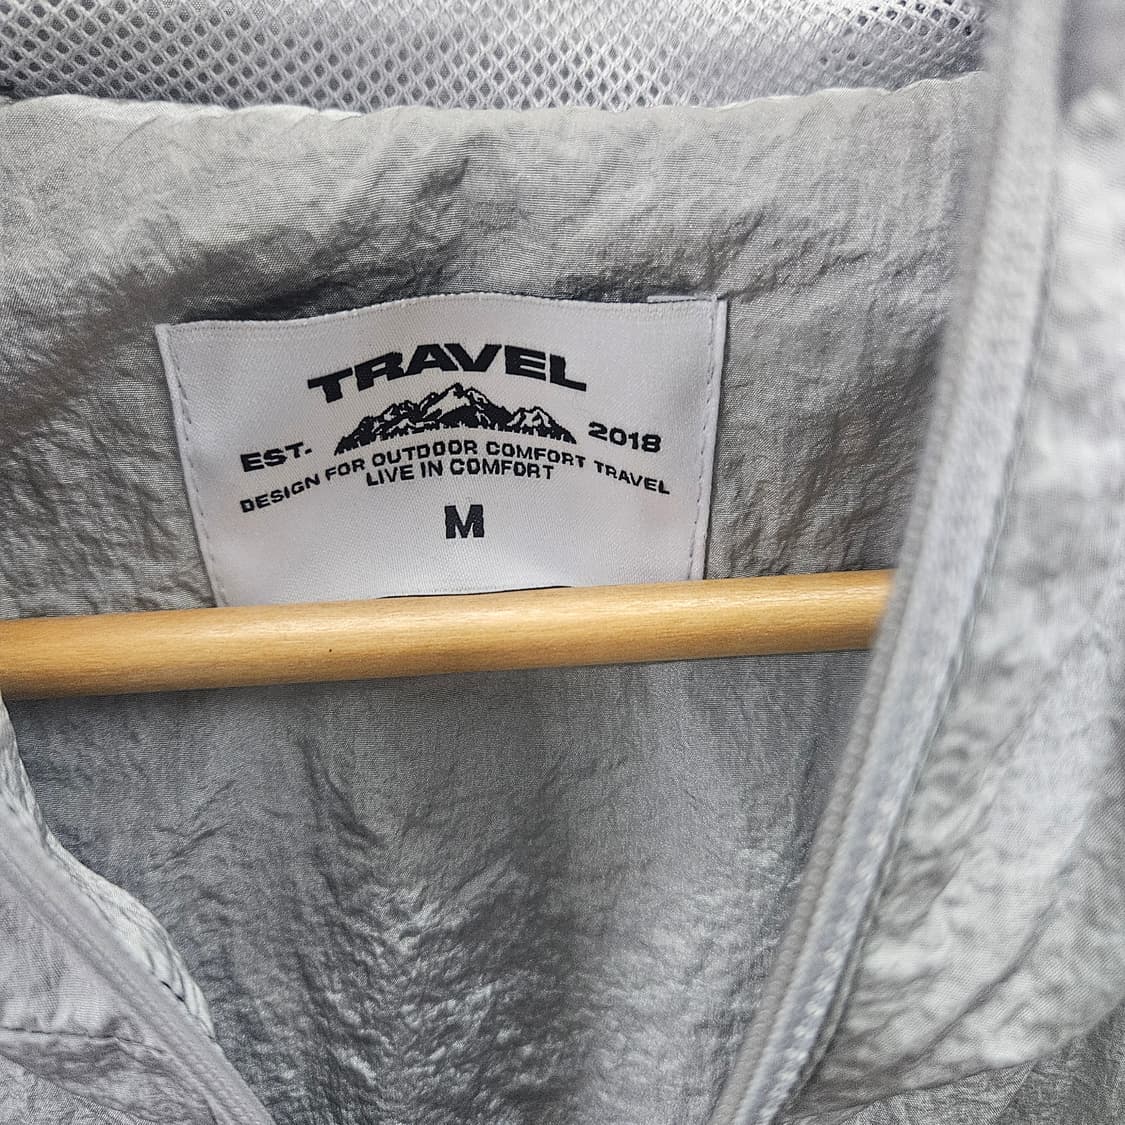 TRAVEL
EST. 2018
DESIGN FOR OUTDOOR COMFORT TRAVEL
LIVE IN COMFORT
M